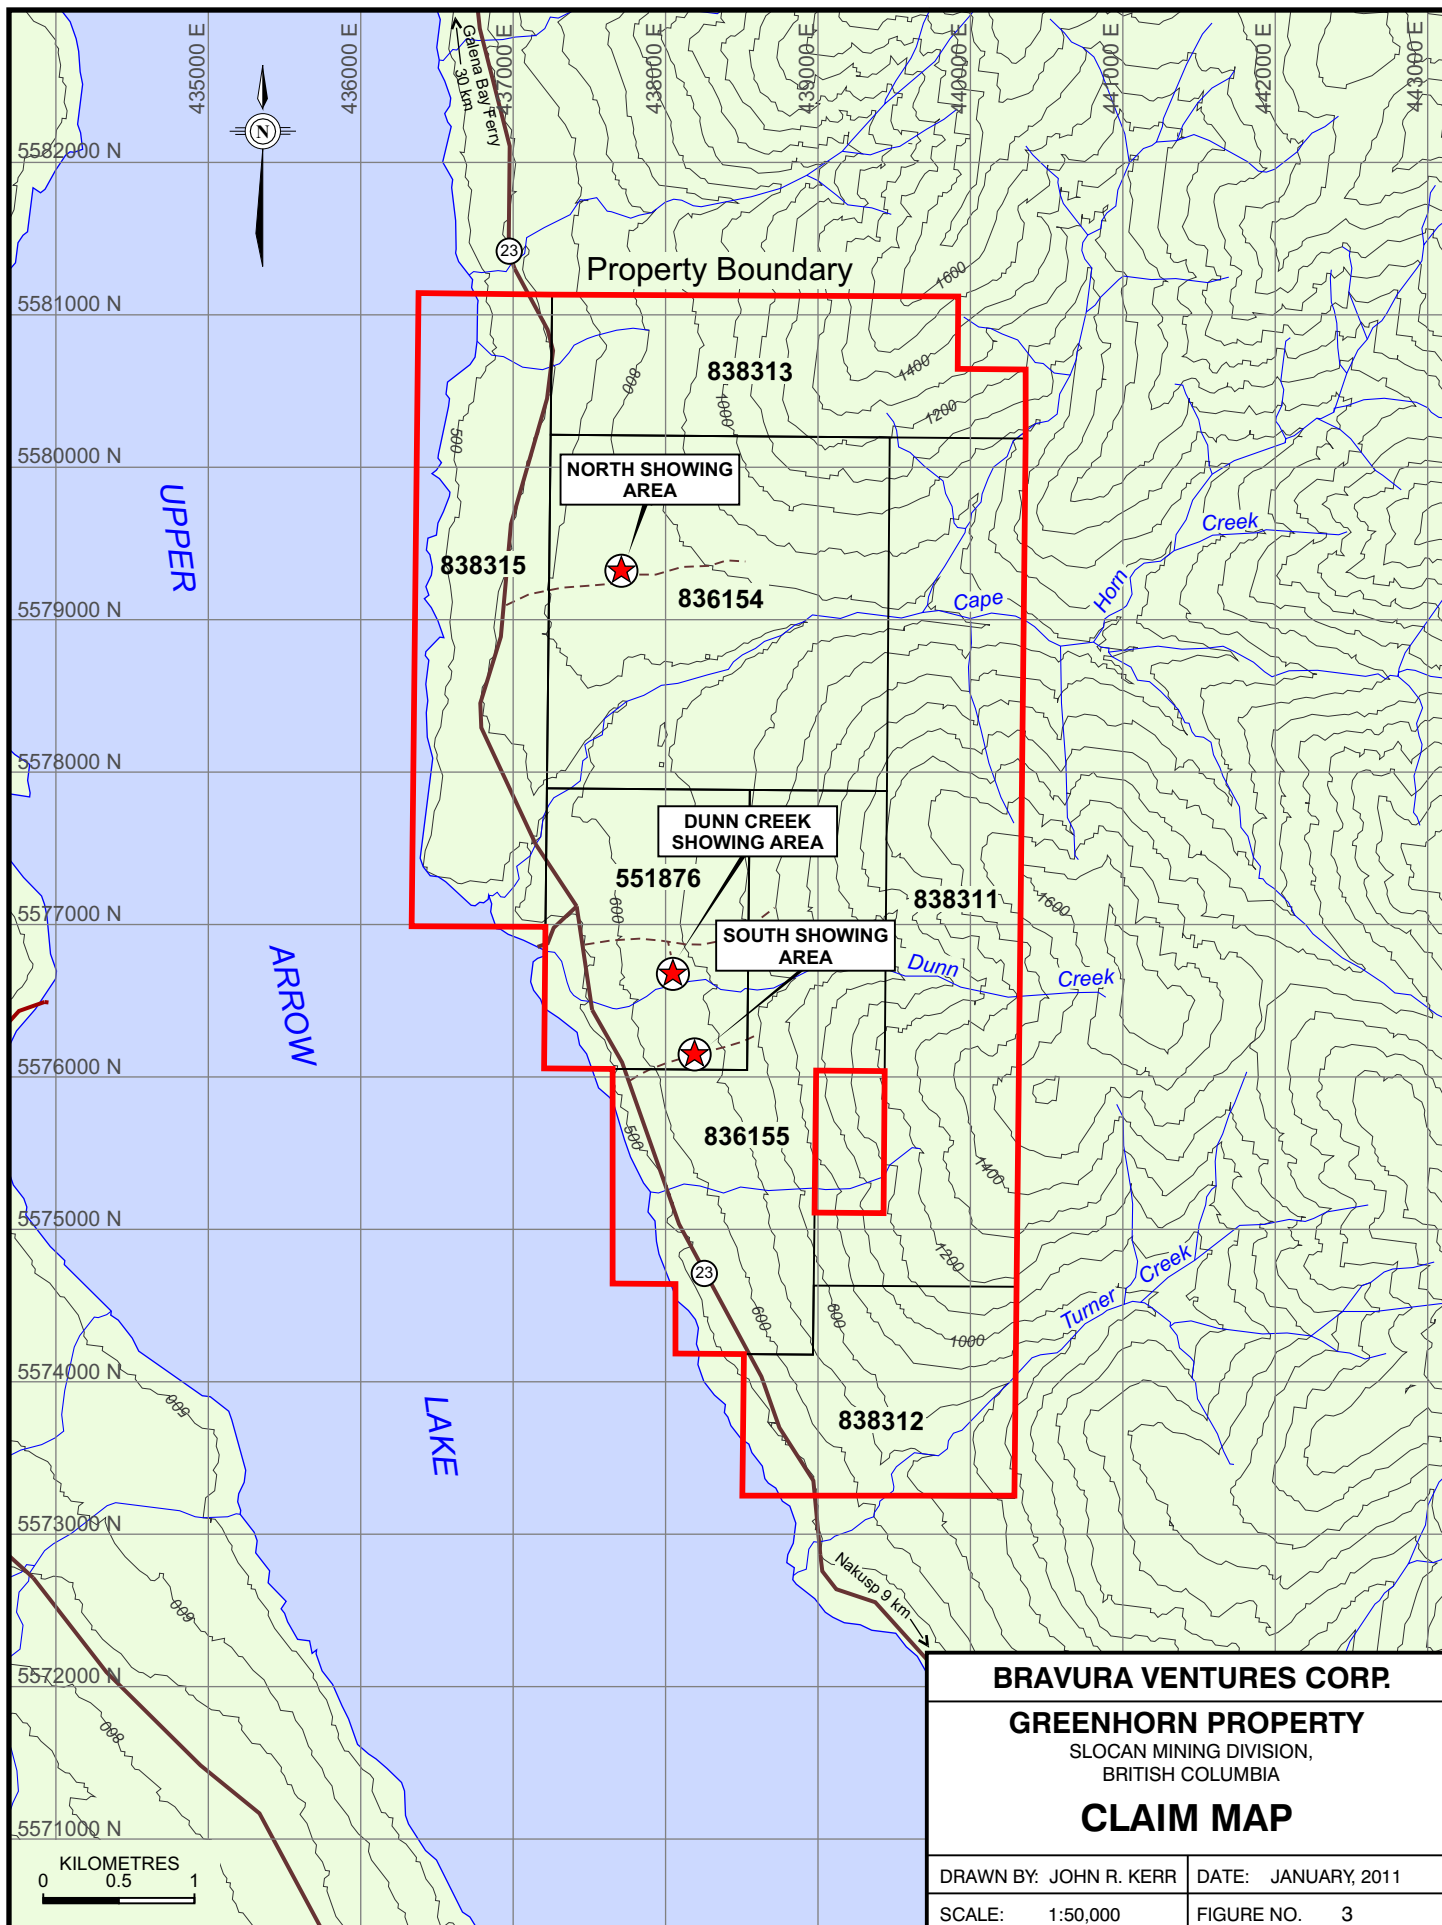 435000 E
436000 E
437000 E
438000 E
439000 E
440000 E
441000 E
442000 E
443000 E
Galena Bay Ferry
30 km
N
5582000 N
23
Property Boundary
1600
5581000 N
838313
800
1000
1400
1200
500
5580000 N
NORTH SHOWING
AREA
UPPER
Creek
838315
836154
Cape
Horn
5579000 N
5578000 N
DUNN CREEK
SHOWING AREA
551876
838311
1600
600
5577000 N
SOUTH SHOWING
AREA
Dunn
Creek
ARROW
5576000 N
836155
500
1400
5575000 N
1200
Creek
23
Turner
600
800
1000
5574000 N
500
LAKE
838312
5573000 N
Nakusp 9 km
600
5572000 N
800
5571000 N
KILOMETRES
0 0.5 1
BRAVURA VENTURES CORP.
GREENHORN PROPERTY
SLOCAN MINING DIVISION,
BRITISH COLUMBIA
CLAIM MAP
DRAWN BY: JOHN R. KERR
DATE: JANUARY, 2011
SCALE: 1:50,000
FIGURE NO. 3